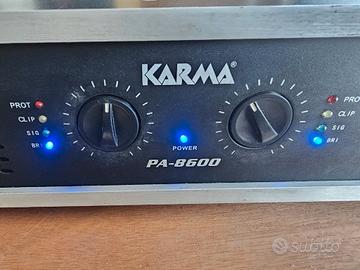 KARMA®
PROT
CLIP
SIG
BRI
POWER
PROT
CLIP
SIG
BRI
PA-8600
subito